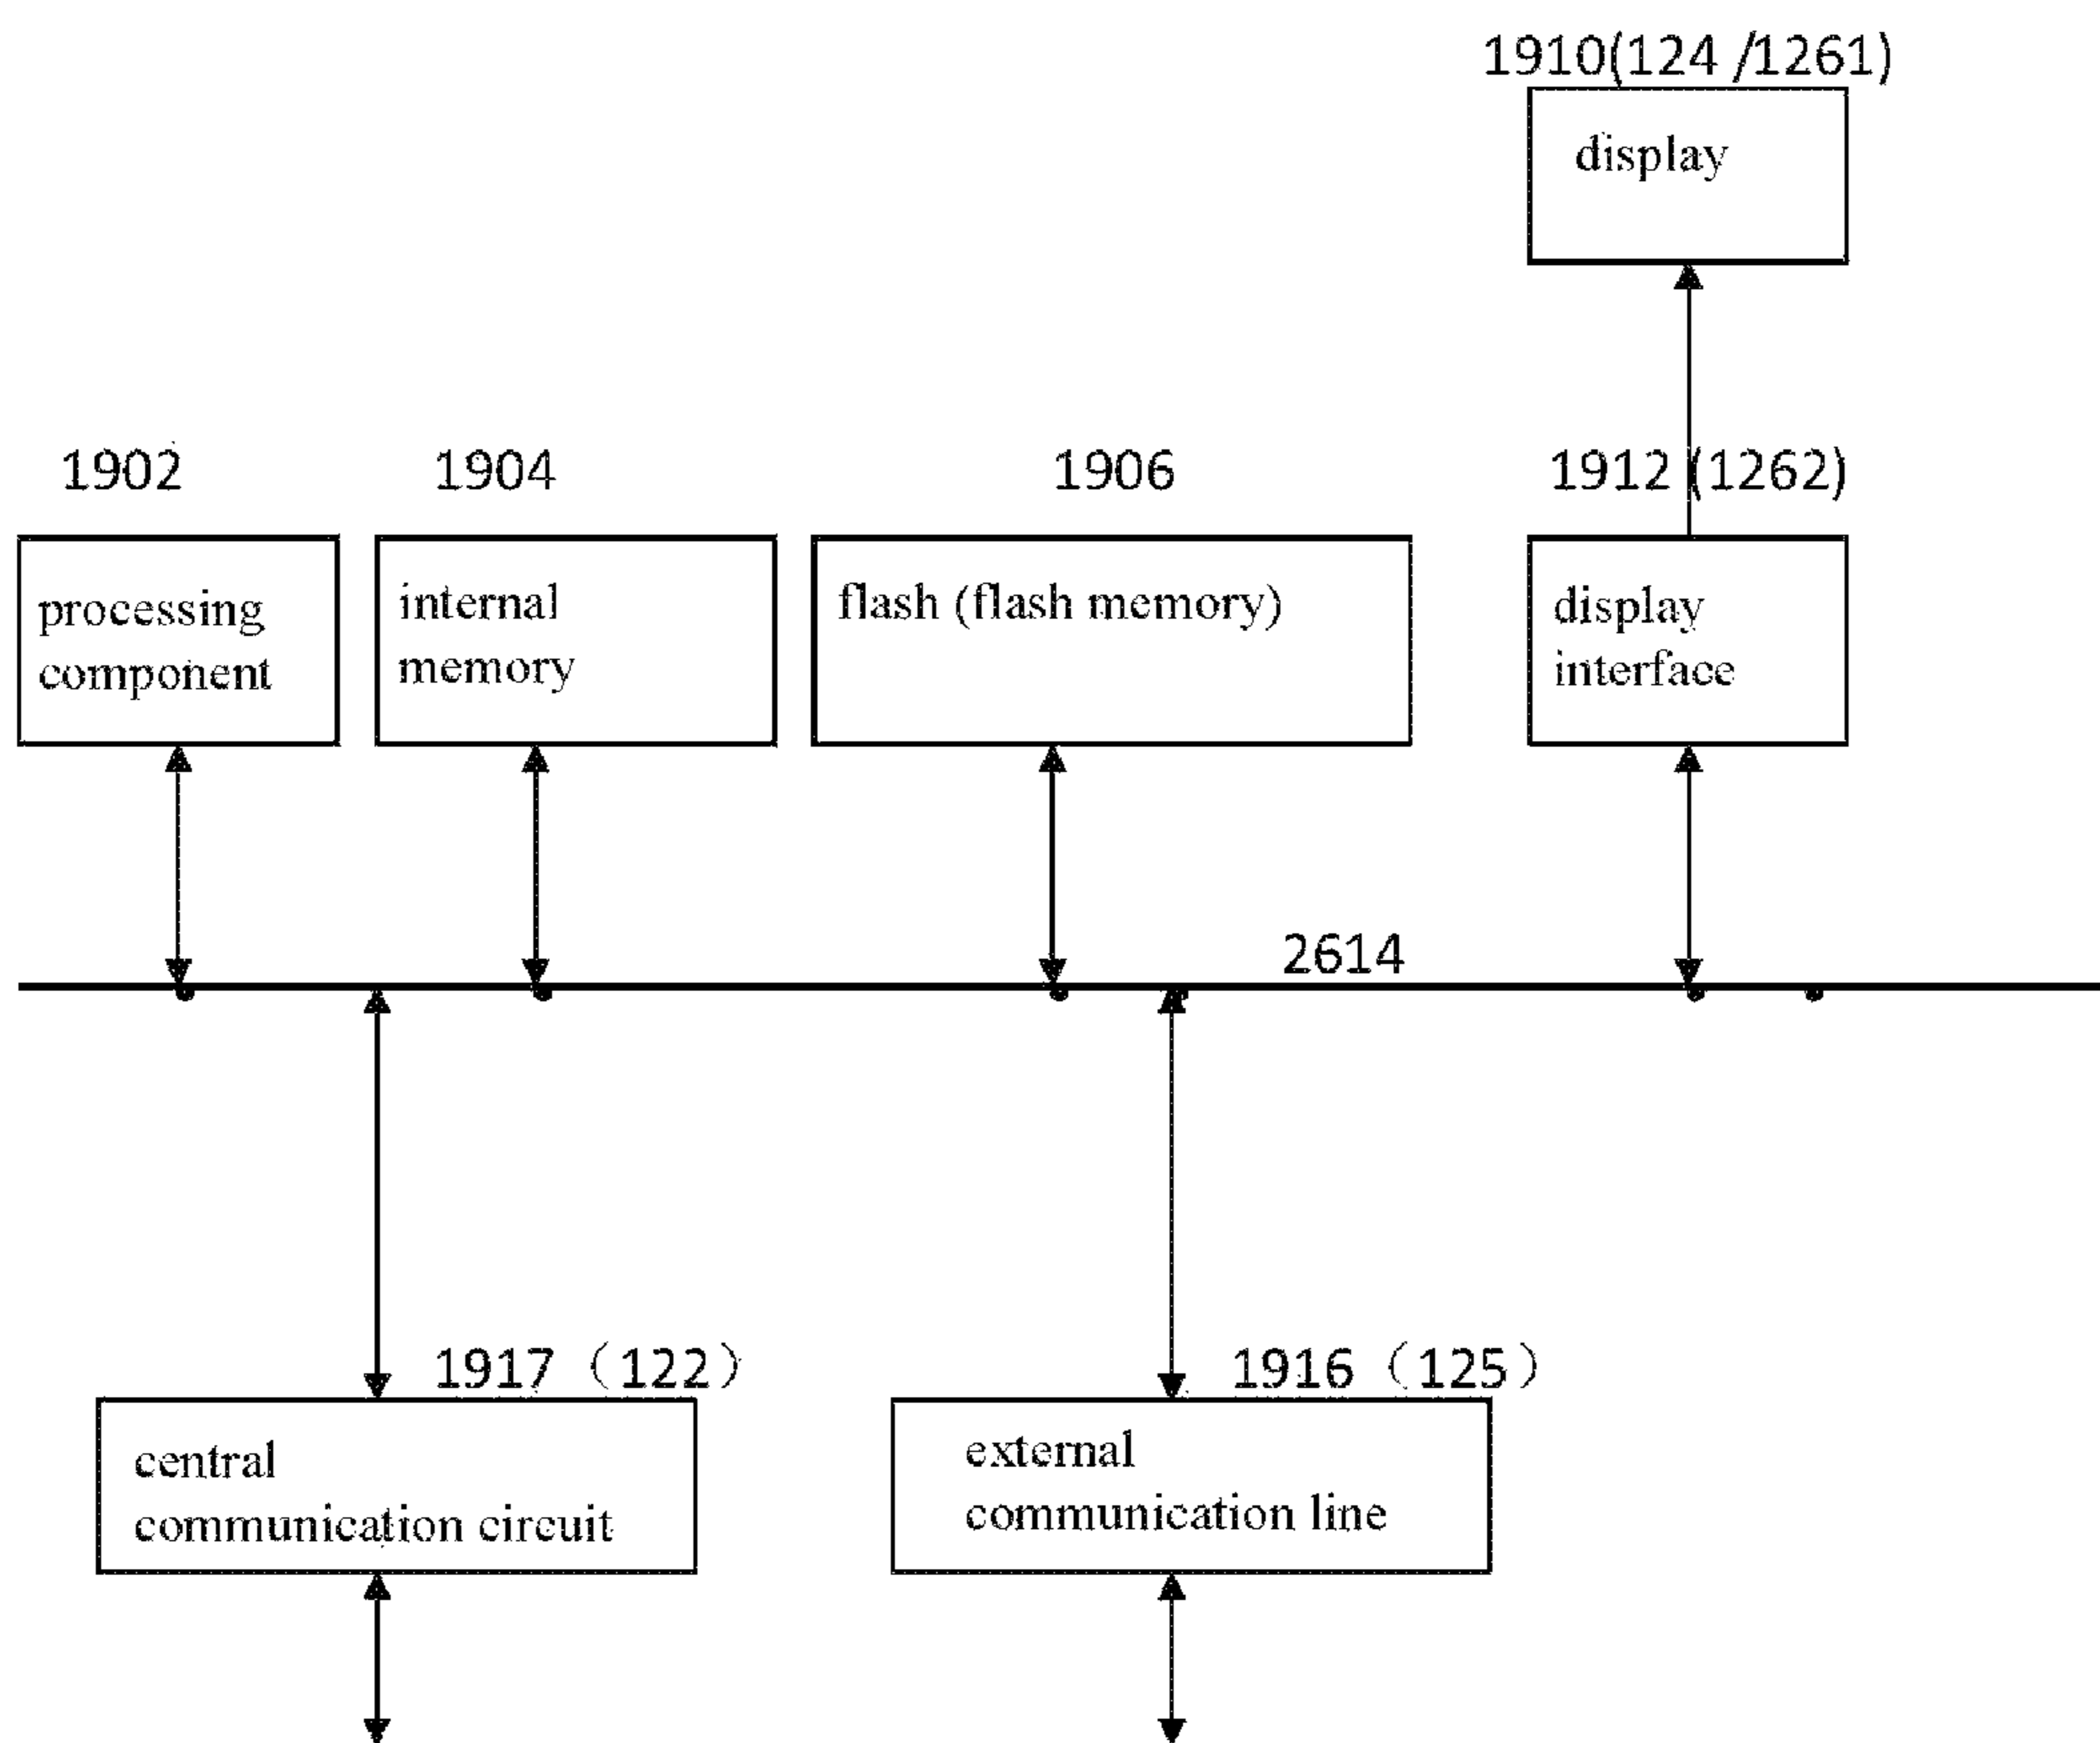 1910(124 /1261)
display
1902
1904
1906
1912 (1262)
processing
component
internal
memory
flash (flash memory)
display
interface
2614
1917（122）
1916（125）
central
communication circuit
external
communication line